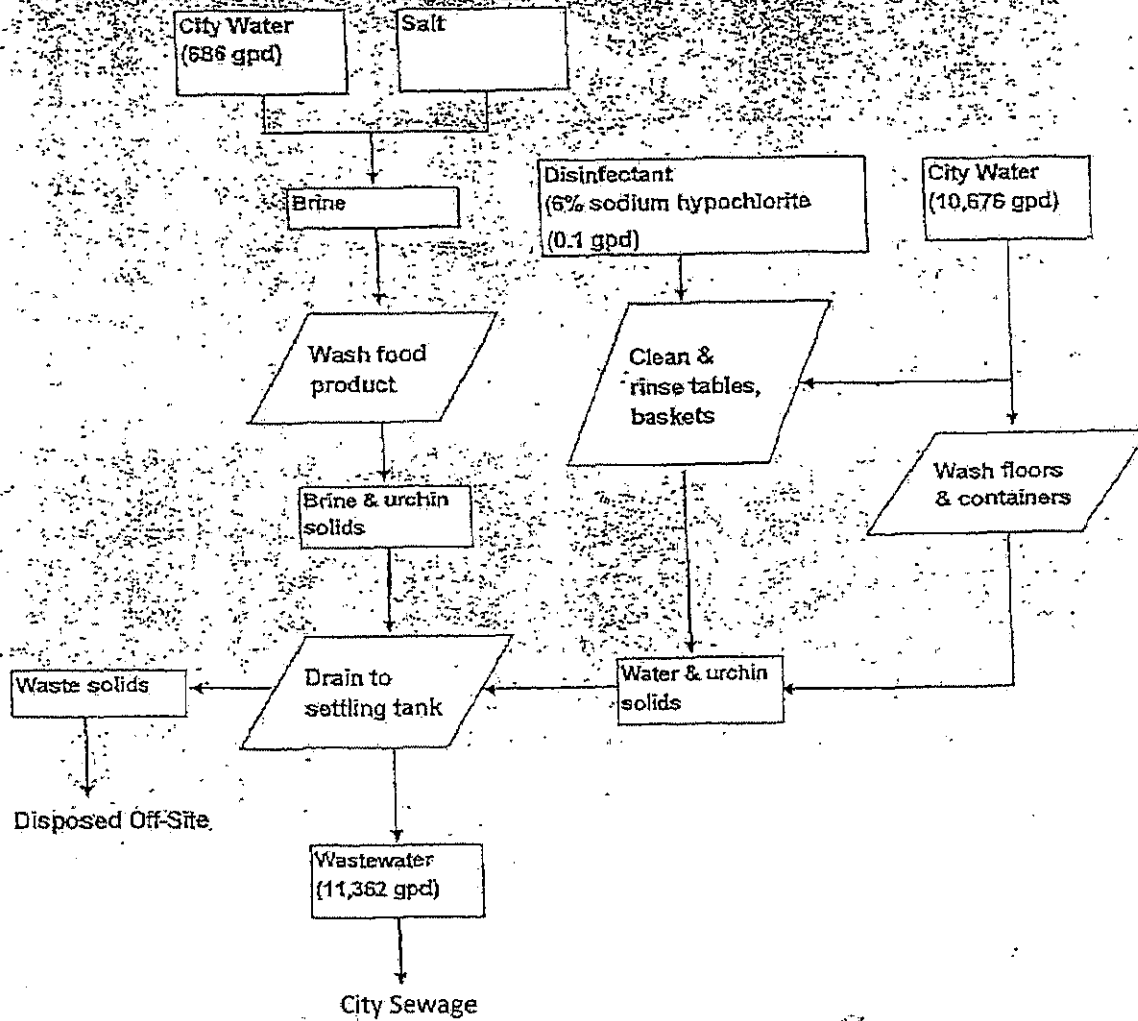 City Water
(686 gpd)
Salt
Brine
Disinfectant
(6% sodium hypochlorite
(0.1 gpd)
City Water
(10,676 gpd)
Wash food
product
Clean &
rinse tables,
baskets
Wash floors
& containers
Brine & urchin
solids
Waste solids
Drain to
settling tank
Water & urchin
solids
Disposed Off-Site
Wastewater
(11,362 gpd)
City Sewage